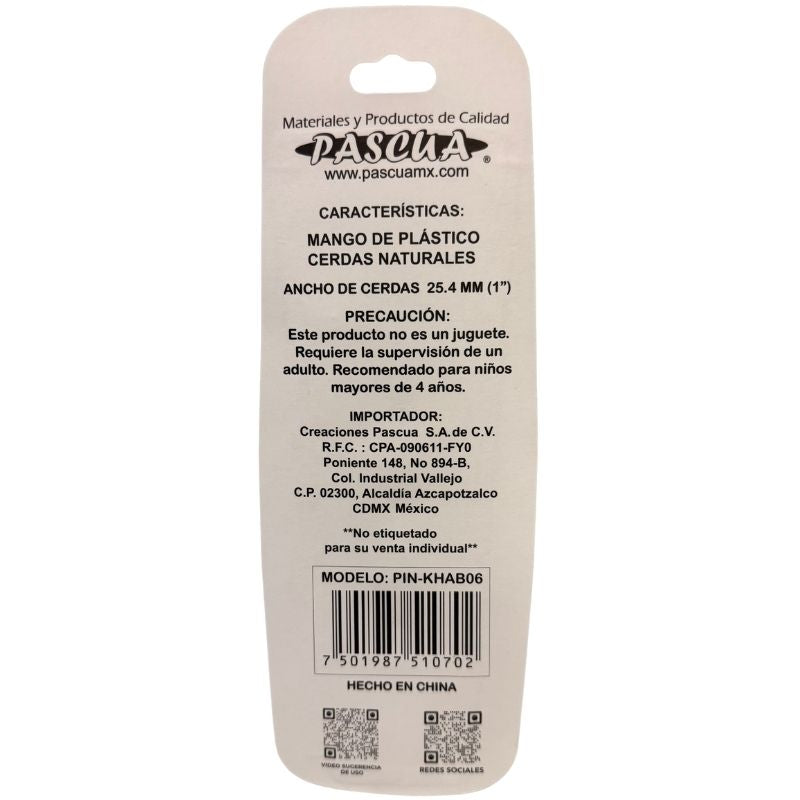 Materiales y Productos de Calidad
PASCUA®
www.pascuamx.com
CARACTERÍSTICAS:
MANGO DE PLÁSTICO
CERDAS NATURALES
ANCHO DE CERDAS 25.4 MM (1")
PRECAUCIÓN:
Este producto no es un juguete.
Requiere la supervisión de un
adulto. Recomendado para niños
mayores de 4 años.
IMPORTADOR:
Creaciones Pascua S.A. de C.V.
R.F.C. : CPA-090611-FY0
Poniente 148, No 894-B,
Col. Industrial Vallejo
C.P. 02300, Alcaldía Azcapotzalco
CDMX México
**No etiquetado
para su venta individual**
MODELO: PIN-KHAB06
7 501987 510702
HECHO EN CHINA
VIDEO SUGERENCIA
DE USO
REDES SOCIALES